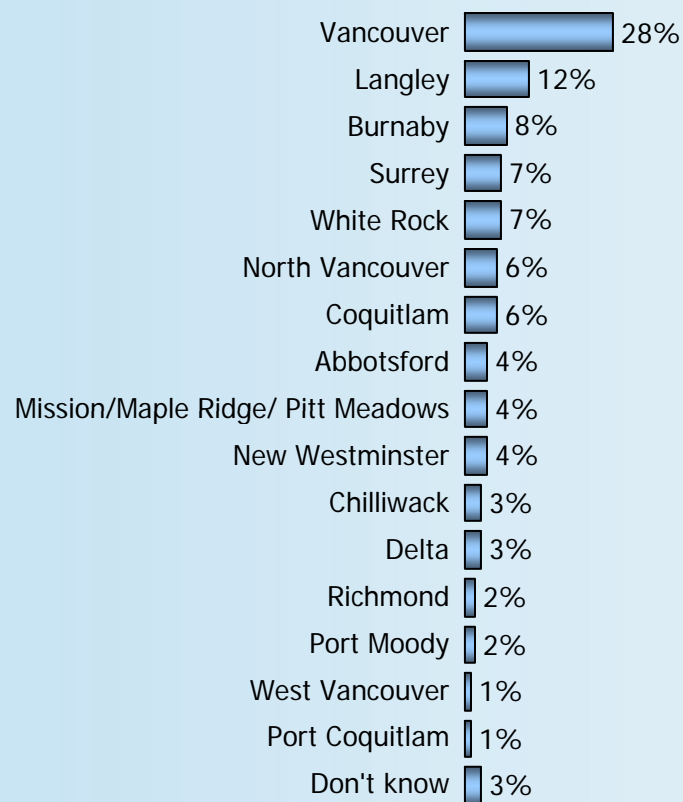 Vancouver 28%
Langley 12%
Burnaby 8%
Surrey 7%
White Rock 7%
North Vancouver 6%
Coquitlam 6%
Abbotsford 4%
Mission/Maple Ridge/ Pitt Meadows 4%
New Westminster 4%
Chilliwack 3%
Delta 3%
Richmond 2%
Port Moody 2%
West Vancouver 1%
Port Coquitlam 1%
Don't know 3%